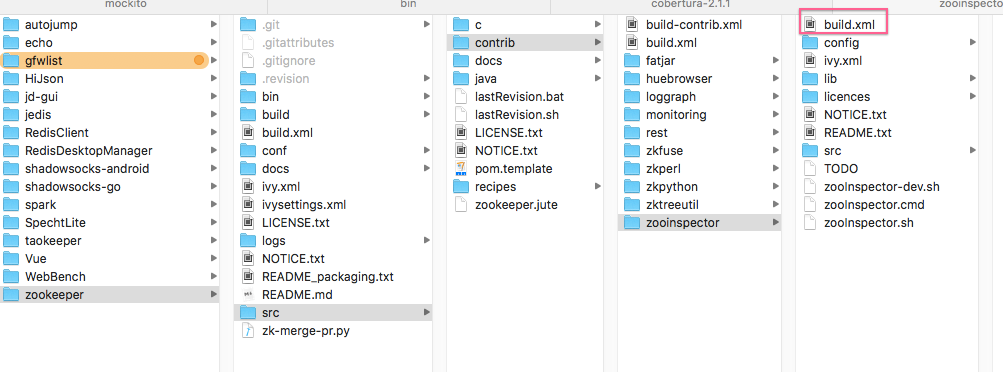 mockito
bin
cobertura-2.1.1
zooinspecto
autojump
echo
gfwlist
HiJson
jd-gui
jedis
RedisClient
RedisDesktopManager
shadowsocks-android
shadowsocks-go
spark
SpechtLite
taokeeper
Vue
WebBench
zookeeper
.git
.gitattributes
.gitignore
.revision
bin
build
build.xml
conf
docs
ivy.xml
ivysettings.xml
LICENSE.txt
logs
NOTICE.txt
README_packaging.txt
README.md
src
zk-merge-pr.py
c
contrib
docs
java
lastRevision.bat
lastRevision.sh
LICENSE.txt
NOTICE.txt
pom.template
recipes
zookeeper.jute
build-contrib.xml
build.xml
fatjar
huebrowser
loggraph
monitoring
rest
zkfuse
zkperl
zkpython
zktreeutil
zooinspector
build.xml
config
ivy.xml
lib
licences
NOTICE.txt
README.txt
src
TODO
zooInspector-dev.sh
zooInspector.cmd
zooInspector.sh